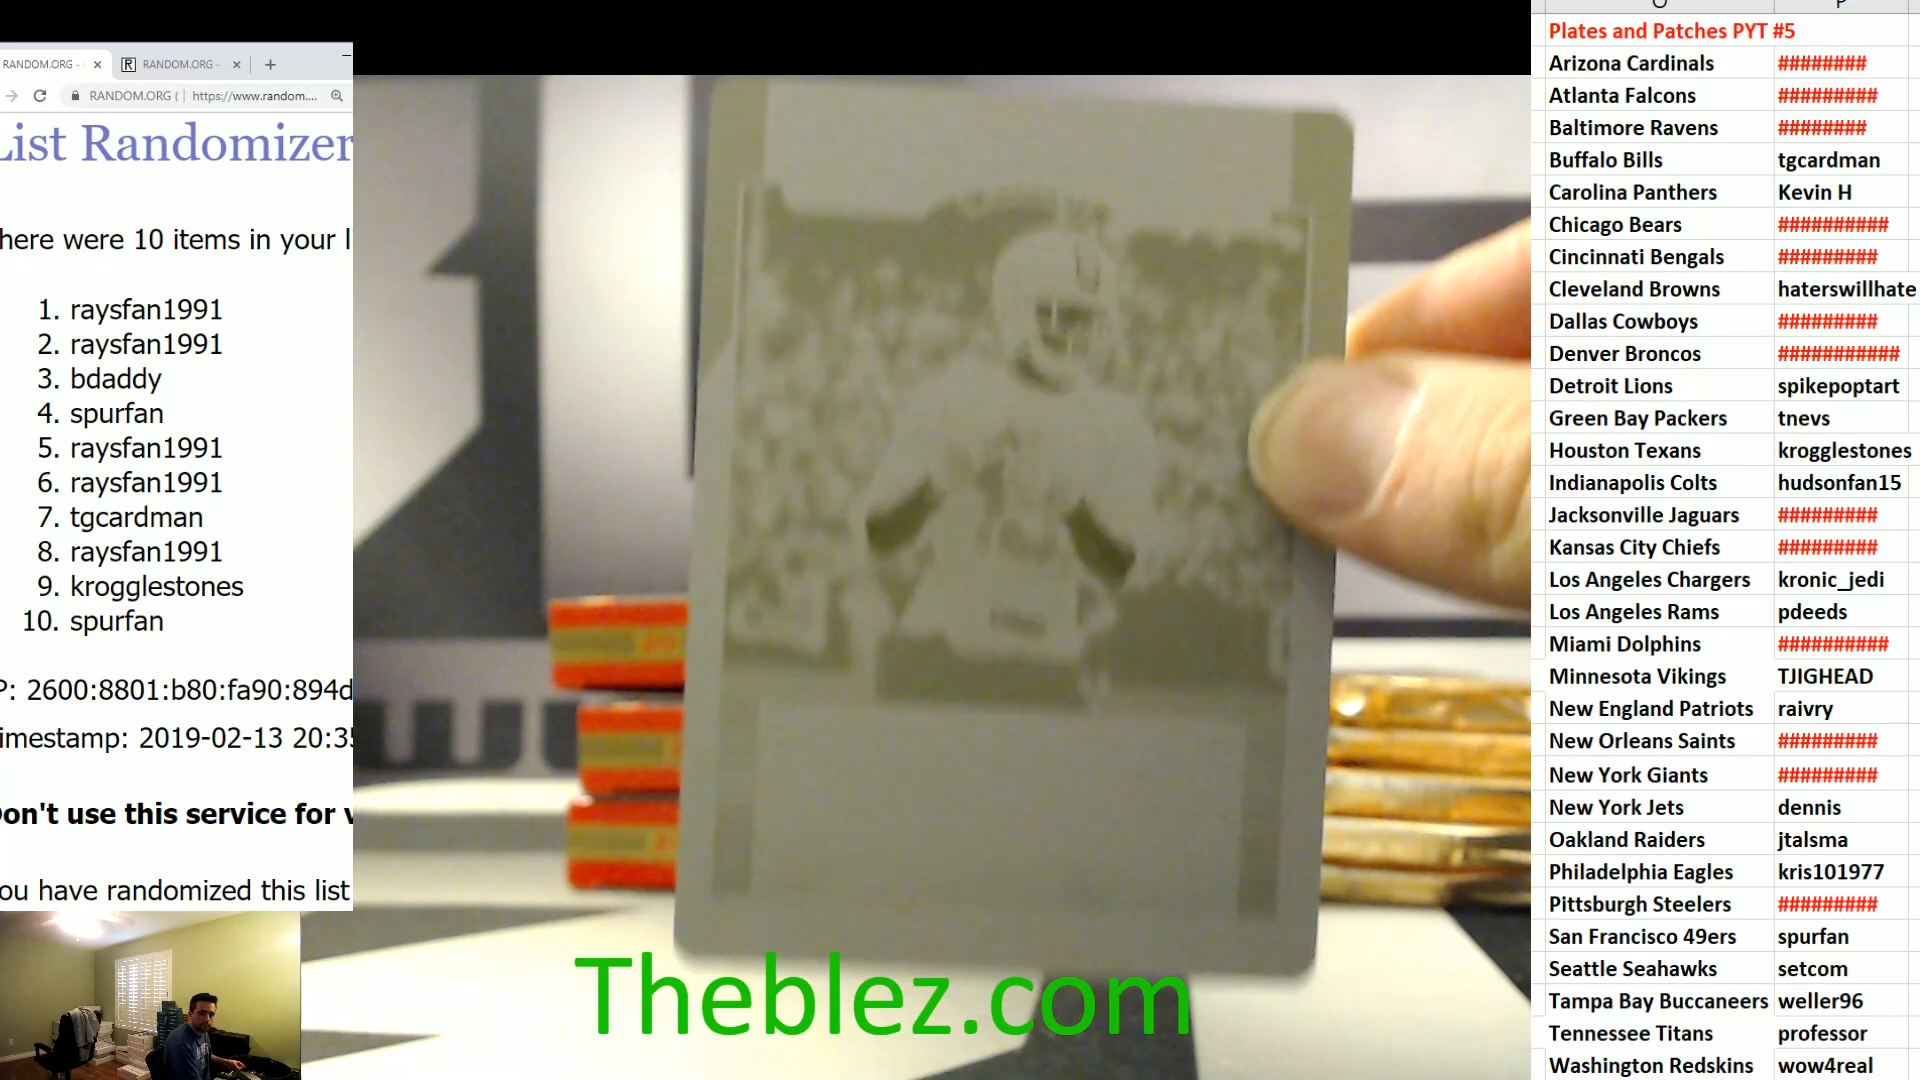 RANDOM.ORG -
RANDOM.ORG -
RANDOM.ORG ( https://www.random....
List Randomizer
here were 10 items in your l
1. raysfan1991
2. raysfan1991
3. bdaddy
4. spurfan
5. raysfan1991
6. raysfan1991
7. tgcardman
8. raysfan1991
9. krogglestones
10. spurfan
P: 2600:8801:b80:fa90:894d
imestamp: 2019-02-13 20:35
on't use this service for v
ou have randomized this list
Theblez.com
O P
Plates and Patches PYT #5
Arizona Cardinals ########
Atlanta Falcons #########
Baltimore Ravens ########
Buffalo Bills tgcardman
Carolina Panthers Kevin H
Chicago Bears ##########
Cincinnati Bengals #########
Cleveland Browns haterswillhate
Dallas Cowboys #########
Denver Broncos ###########
Detroit Lions spikepoptart
Green Bay Packers tnevs
Houston Texans krogglestones
Indianapolis Colts hudsonfan15
Jacksonville Jaguars #########
Kansas City Chiefs #########
Los Angeles Chargers kronic_jedi
Los Angeles Rams pdeeds
Miami Dolphins ##########
Minnesota Vikings TJIGHEAD
New England Patriots raivry
New Orleans Saints #########
New York Giants #########
New York Jets dennis
Oakland Raiders jtalsma
Philadelphia Eagles kris101977
Pittsburgh Steelers #########
San Francisco 49ers spurfan
Seattle Seahawks setcom
Tampa Bay Buccaneers weller96
Tennessee Titans professor
Washington Redskins wow4real